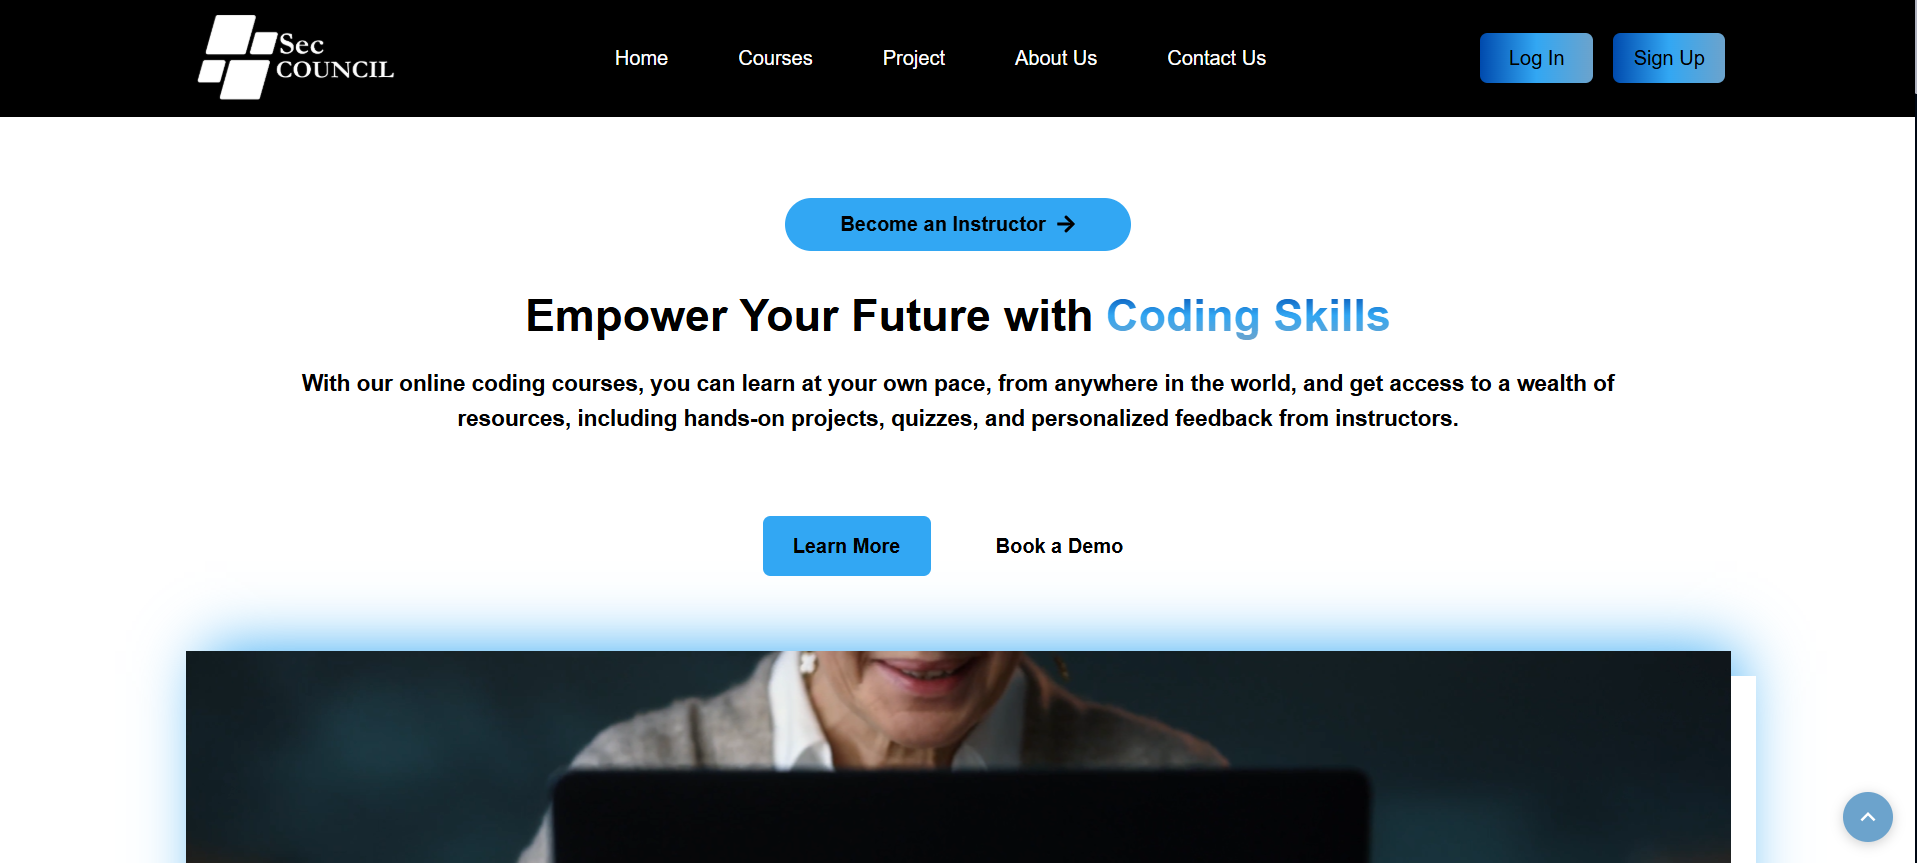 Sec
COUNCIL
Home
Courses
Project
About Us
Contact Us
Log In
Sign Up
Become an Instructor
Empower Your Future with Coding Skills
With our online coding courses, you can learn at your own pace, from anywhere in the world, and get access to a wealth of
resources, including hands-on projects, quizzes, and personalized feedback from instructors.
Learn More
Book a Demo